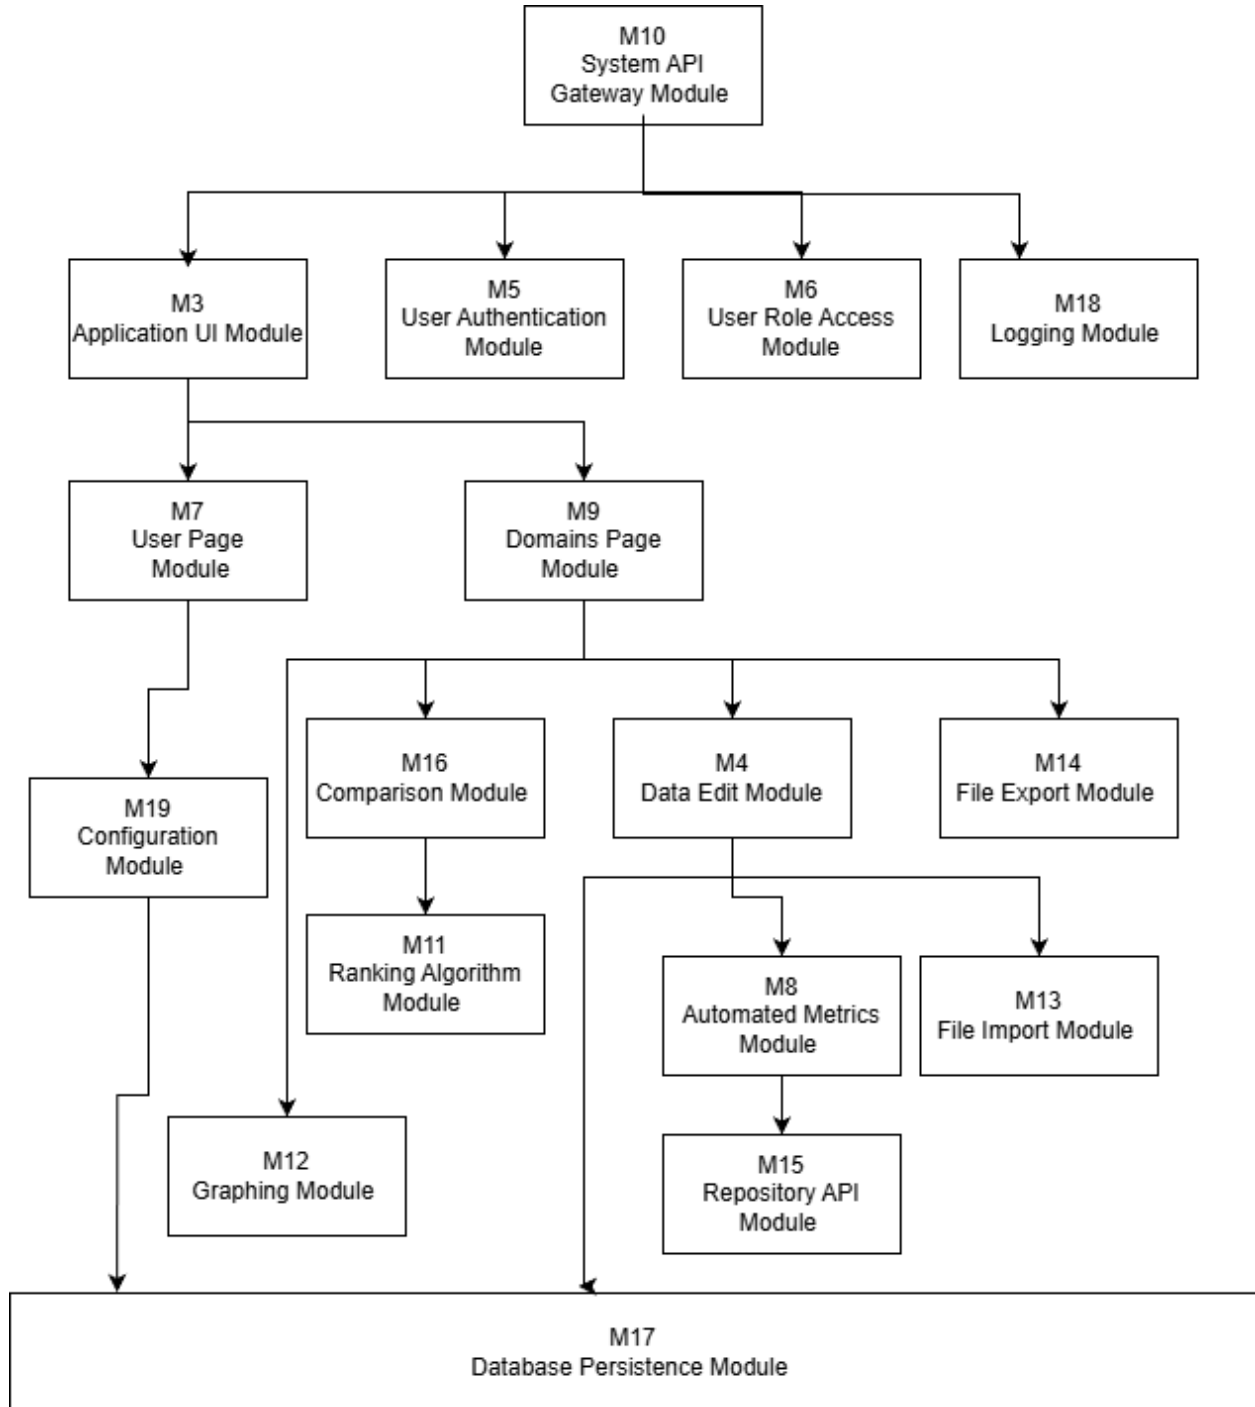 M10
System API
Gateway Module
M3
Application UI Module
M5
User Authentication
Module
M6
User Role Access
Module
M18
Logging Module
M7
User Page
Module
M9
Domains Page
Module
M16
Comparison Module
M4
Data Edit Module
M14
File Export Module
M19
Configuration
Module
M11
Ranking Algorithm
Module
M8
Automated Metrics
Module
M13
File Import Module
M12
Graphing Module
M15
Repository API
Module
M17
Database Persistence Module